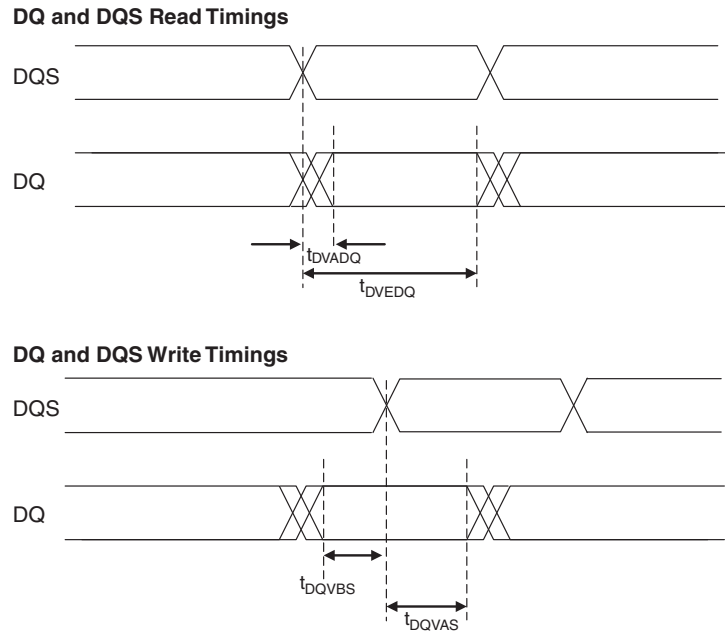 DQ and DQS Read Timings
DQS
DQ
tDVADQ
tDVEDQ
DQ and DQS Write Timings
DQS
DQ
tDQVBS
tDQVAS